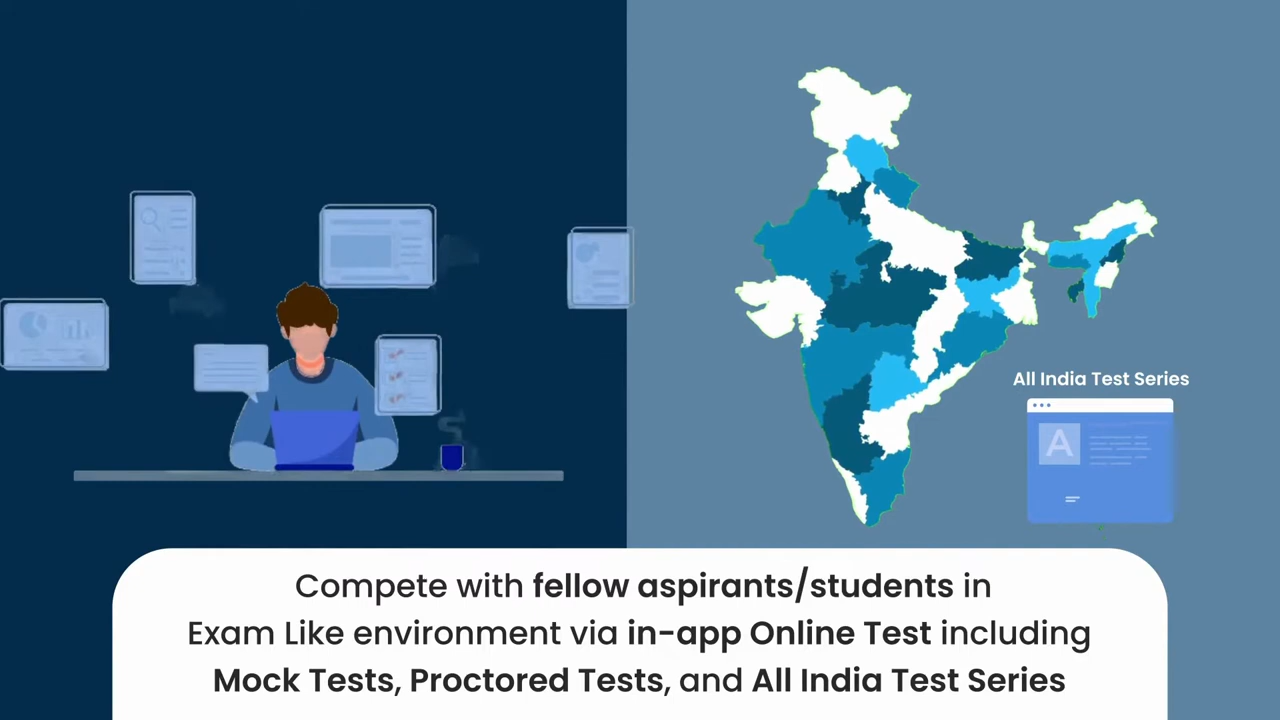 All India Test Series
A
Compete with fellow aspirants/students in
Exam Like environment via in-app Online Test including
Mock Tests, Proctored Tests, and All India Test Series